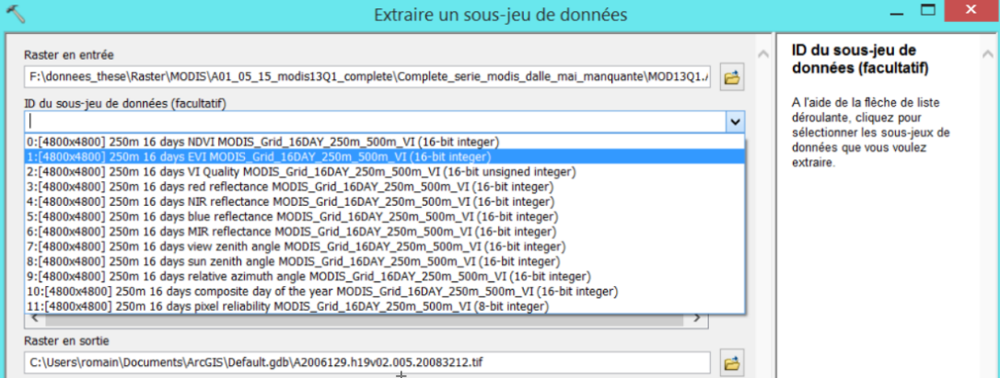 Extraire un sous-jeu de données
Raster en entrée
F:\donnees_these\Raster\MODIS\A01_05_15_modis13Q1_complete\Complete_serie_modis_dalle_mai_manquante\MOD13Q1.A
ID du sous-jeu de données (facultatif)
0:[4800x4800] 250m 16 days NDVI MODIS_Grid_16DAY_250m_500m_VI (16-bit integer)
1:[4800x4800] 250m 16 days EVI MODIS_Grid_16DAY_250m_500m_VI (16-bit integer)
2:[4800x4800] 250m 16 days VI Quality MODIS_Grid_16DAY_250m_500m_VI (16-bit unsigned integer)
3:[4800x4800] 250m 16 days red reflectance MODIS_Grid_16DAY_250m_500m_VI (16-bit integer)
4:[4800x4800] 250m 16 days NIR reflectance MODIS_Grid_16DAY_250m_500m_VI (16-bit integer)
5:[4800x4800] 250m 16 days blue reflectance MODIS_Grid_16DAY_250m_500m_VI (16-bit integer)
6:[4800x4800] 250m 16 days MIR reflectance MODIS_Grid_16DAY_250m_500m_VI (16-bit integer)
7:[4800x4800] 250m 16 days view zenith angle MODIS_Grid_16DAY_250m_500m_VI (16-bit integer)
8:[4800x4800] 250m 16 days sun zenith angle MODIS_Grid_16DAY_250m_500m_VI (16-bit integer)
9:[4800x4800] 250m 16 days relative azimuth angle MODIS_Grid_16DAY_250m_500m_VI (16-bit integer)
10:[4800x4800] 250m 16 days composite day of the year MODIS_Grid_16DAY_250m_500m_VI (16-bit integer)
11:[4800x4800] 250m 16 days pixel reliability MODIS_Grid_16DAY_250m_500m_VI (8-bit integer)
Raster en sortie
C:\Users\romain\Documents\ArcGIS\Default.gdb\A2006129.h19v02.005.20083212.tif
ID du sous-jeu de
données (facultatif)
A l'aide de la flèche de liste
déroulante, cliquez pour
sélectionner les sous-jeux de
données que vous voulez
extraire.